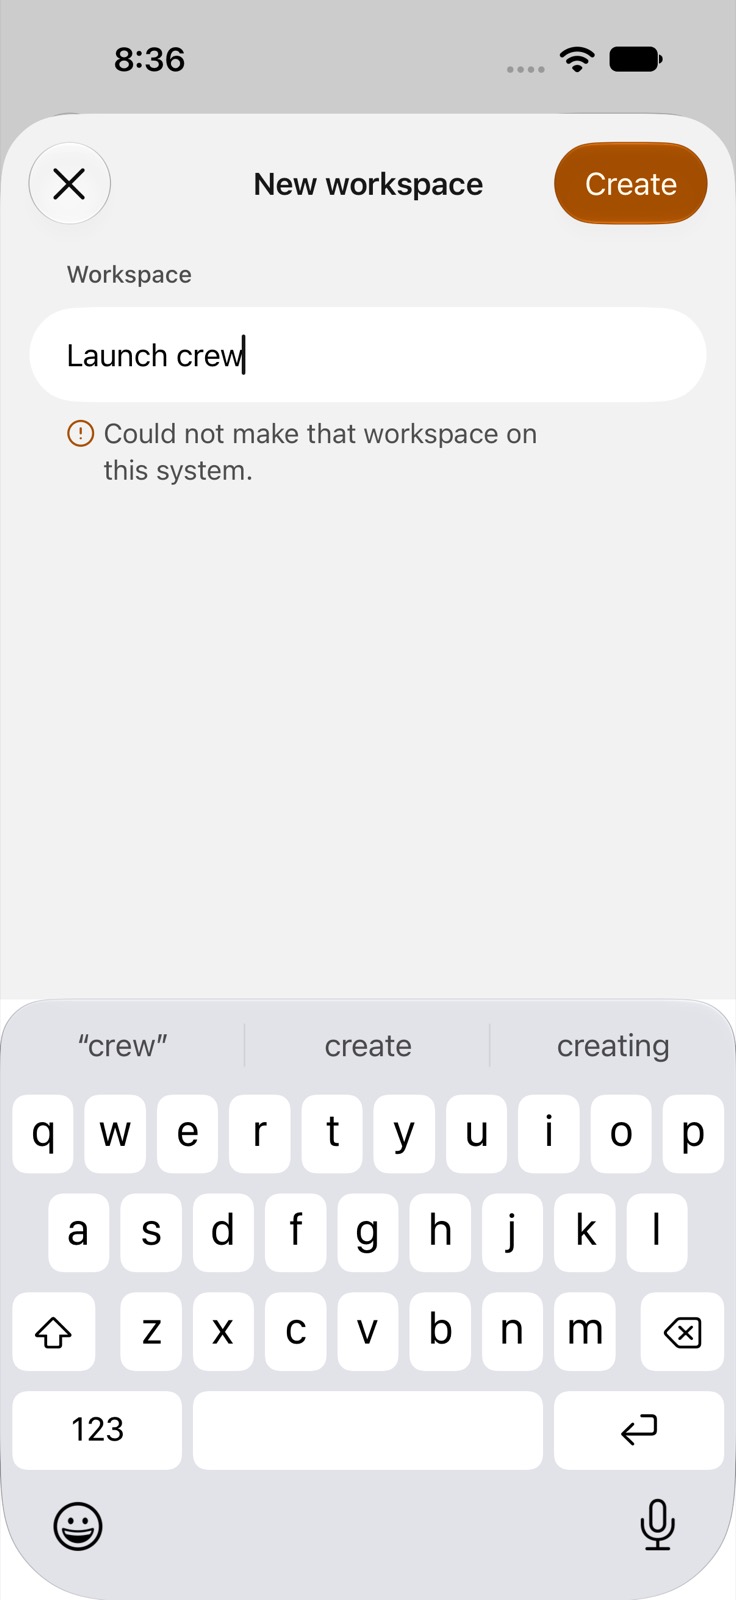 8:36
New workspace
Create
Workspace
Launch crew
Could not make that workspace on
this system.
“crew” create creating
q w e r t y u i o p
a s d f g h j k l
z x c v b n m
123